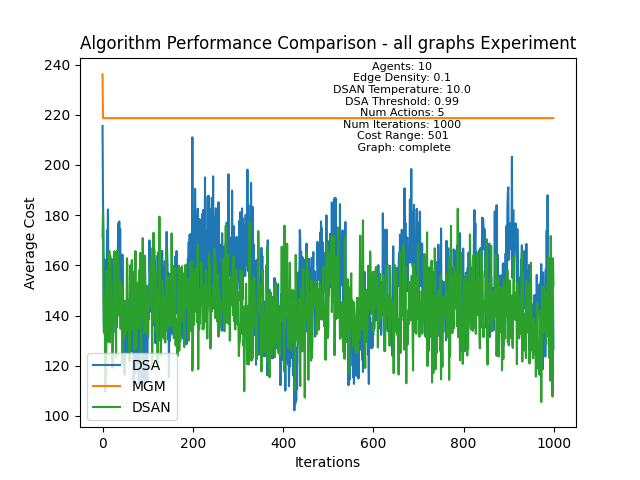 Algorithm Performance Comparison - all graphs Experiment
Agents: 10
Edge Density: 0.1
DSAN Temperature: 10.0
DSA Threshold: 0.99
Num Actions: 5
Num Iterations: 1000
Cost Range: 501
Graph: complete
240
220
200
180
160
140
120
100
Average Cost
DSA
MGM
DSAN
0
200
400
600
800
1000
Iterations